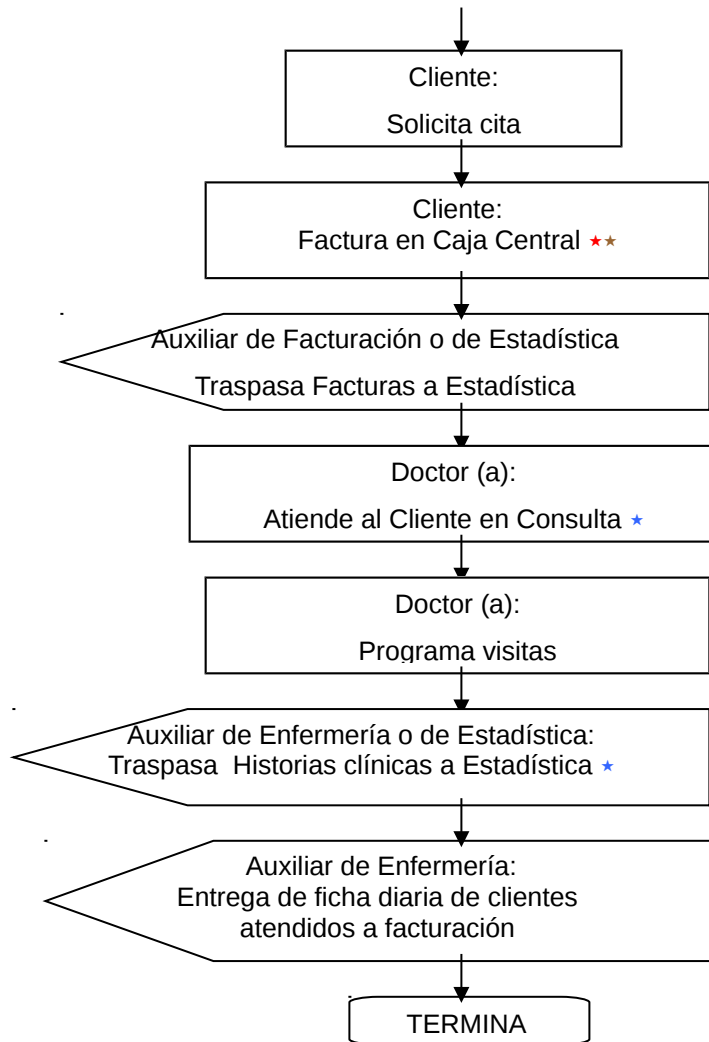 Cliente:
Solicita cita
Cliente:
Factura en Caja Central ★★
Auxiliar de Facturación o de Estadística
Traspasa Facturas a Estadística
Doctor (a):
Atiende al Cliente en Consulta ★
Doctor (a):
Programa visitas
Auxiliar de Enfermería o de Estadística:
Traspasa Historias clínicas a Estadística ★
Auxiliar de Enfermería:
Entrega de ficha diaria de clientes
atendidos a facturación
TERMINA